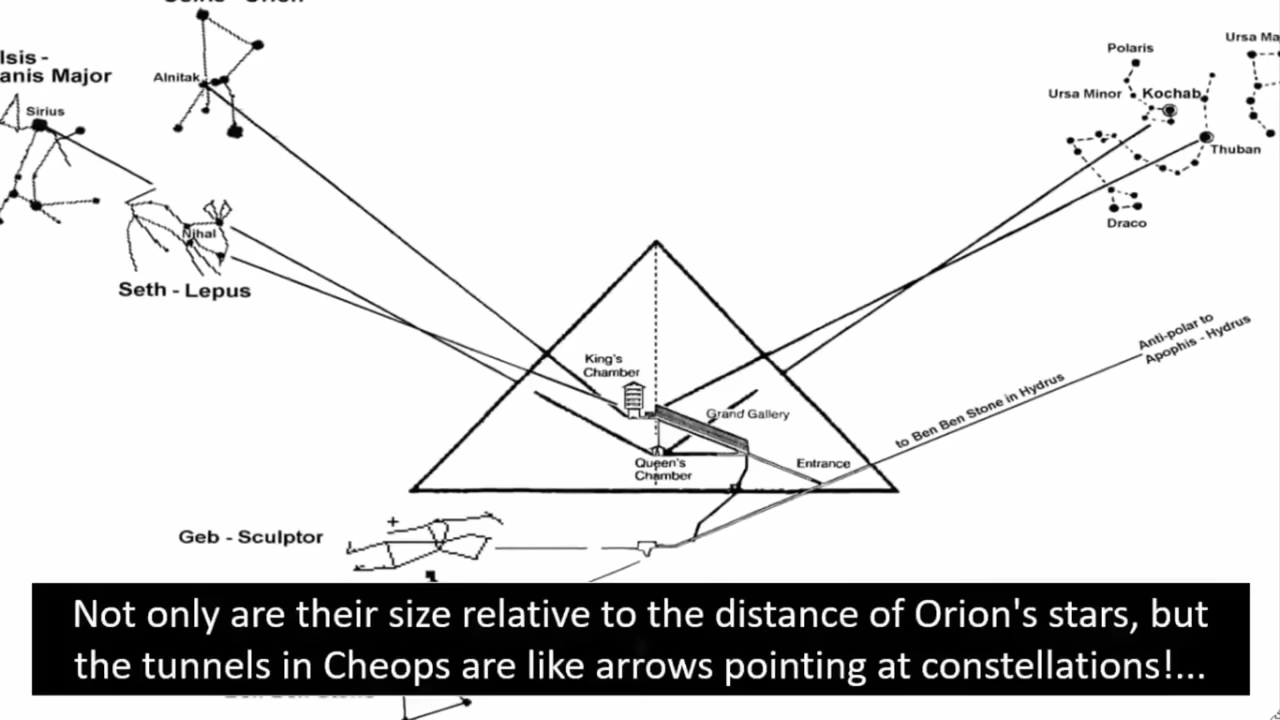 Orion
Isis -
anis Major
Sirius
Alnitak
Nihal
Seth - Lepus
Polaris
Ursa Minor
Kochab
Ursa Ma
Thuban
Draco
King's
Chamber
Grand Gallery
Queen's
Chamber
Entrance
to Ben Ben Stone in Hydrus
Anti-polar to
Apophis - Hydrus
Geb - Sculptor
Not only are their size relative to the distance of Orion's stars, but
the tunnels in Cheops are like arrows pointing at constellations!...